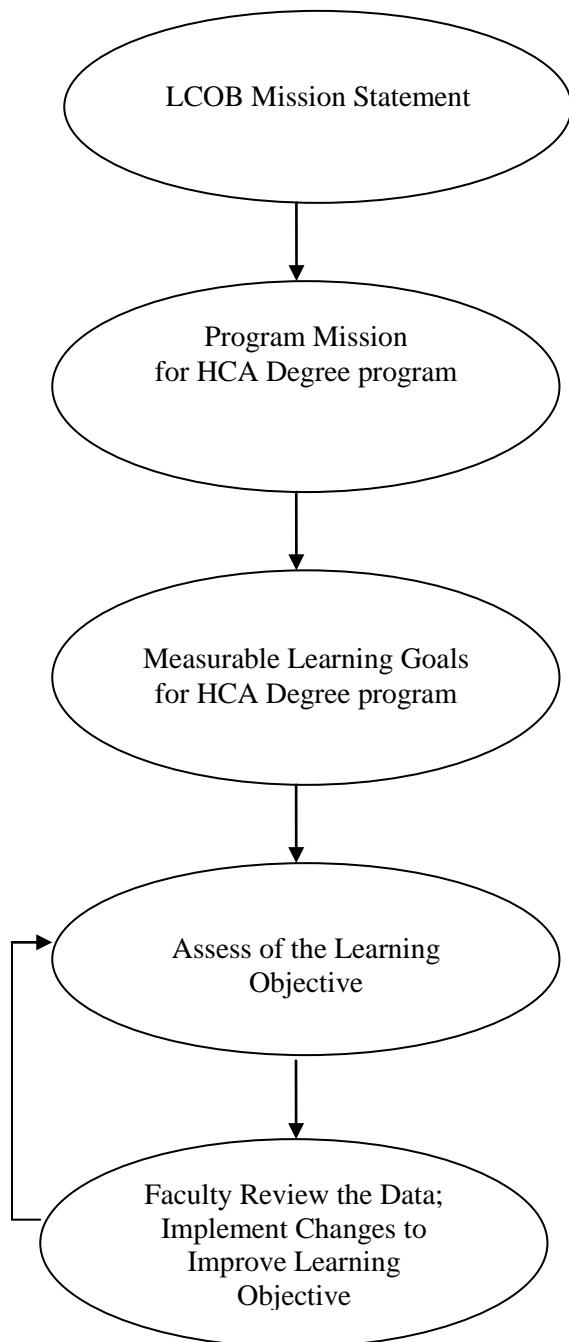 LCOB Mission Statement
Program Mission
for HCA Degree program
Measurable Learning Goals
for HCA Degree program
Assess of the Learning
Objective
Faculty Review the Data;
Implement Changes to
Improve Learning
Objective